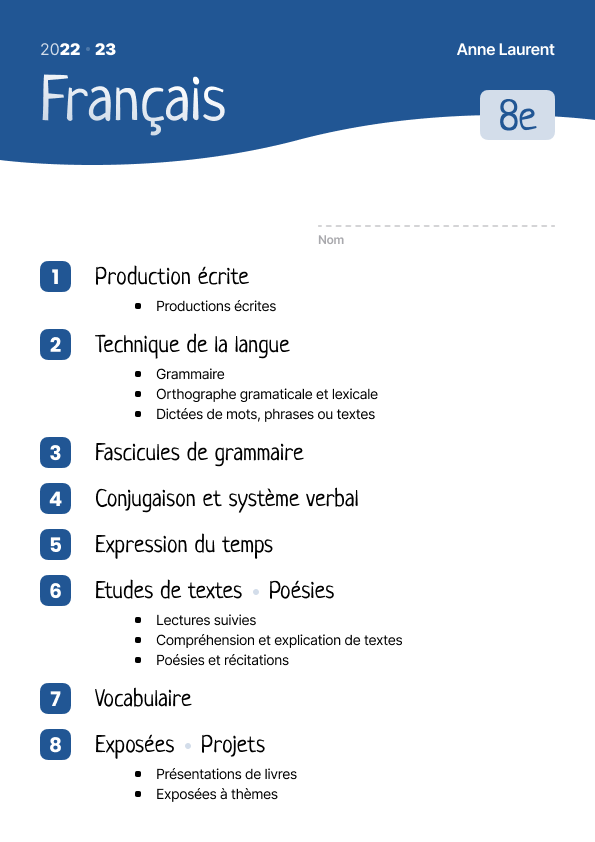 2022 • 23
Anne Laurent
Français
8e
Nom
1 Production écrite
• Productions écrites
2 Technique de la langue
• Grammaire
• Orthographe gramaticale et lexicale
• Dictées de mots, phrases ou textes
3 Fascicules de grammaire
4 Conjugaison et système verbal
5 Expression du temps
6 Etudes de textes • Poésies
• Lectures suivies
• Compréhension et explication de textes
• Poésies et récitations
7 Vocabulaire
8 Exposées • Projets
• Présentations de livres
• Exposées à thèmes